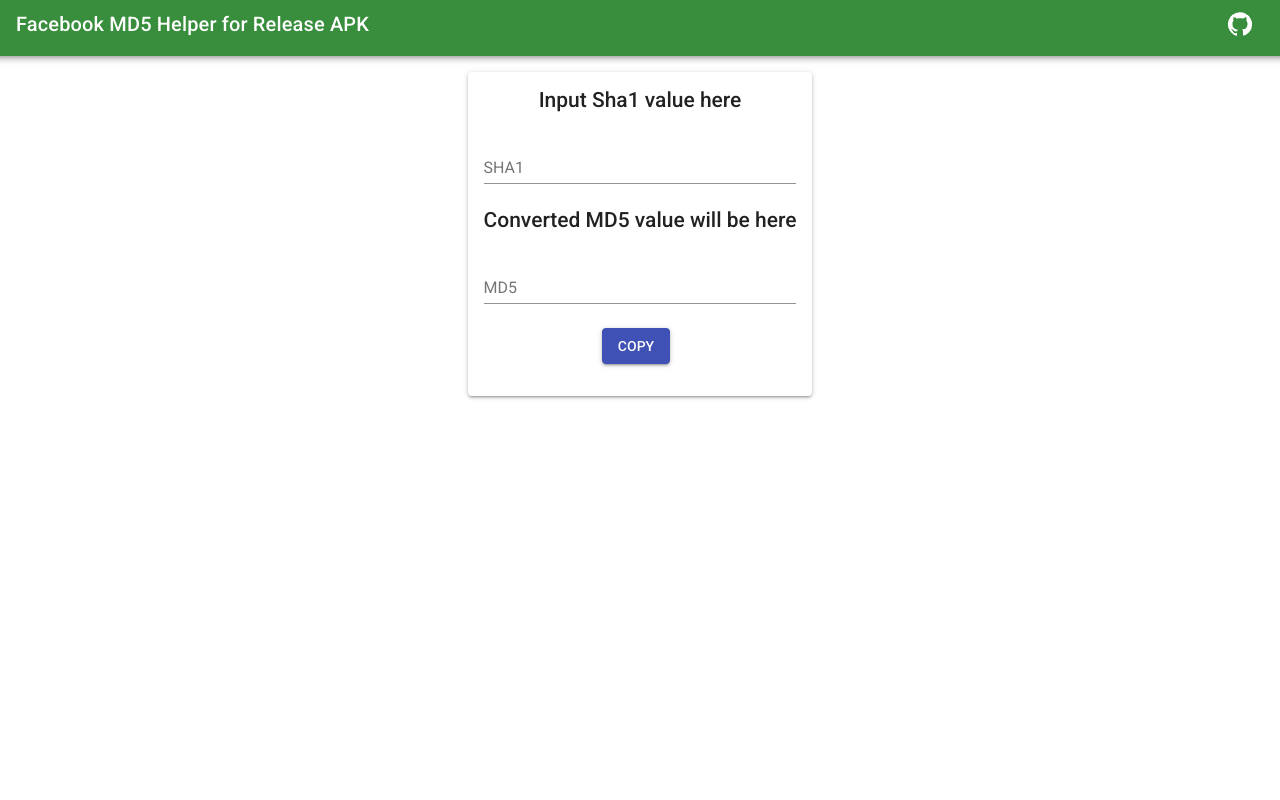 Facebook MD5 Helper for Release APK
Input Sha1 value here
SHA1
Converted MD5 value will be here
MD5
COPY